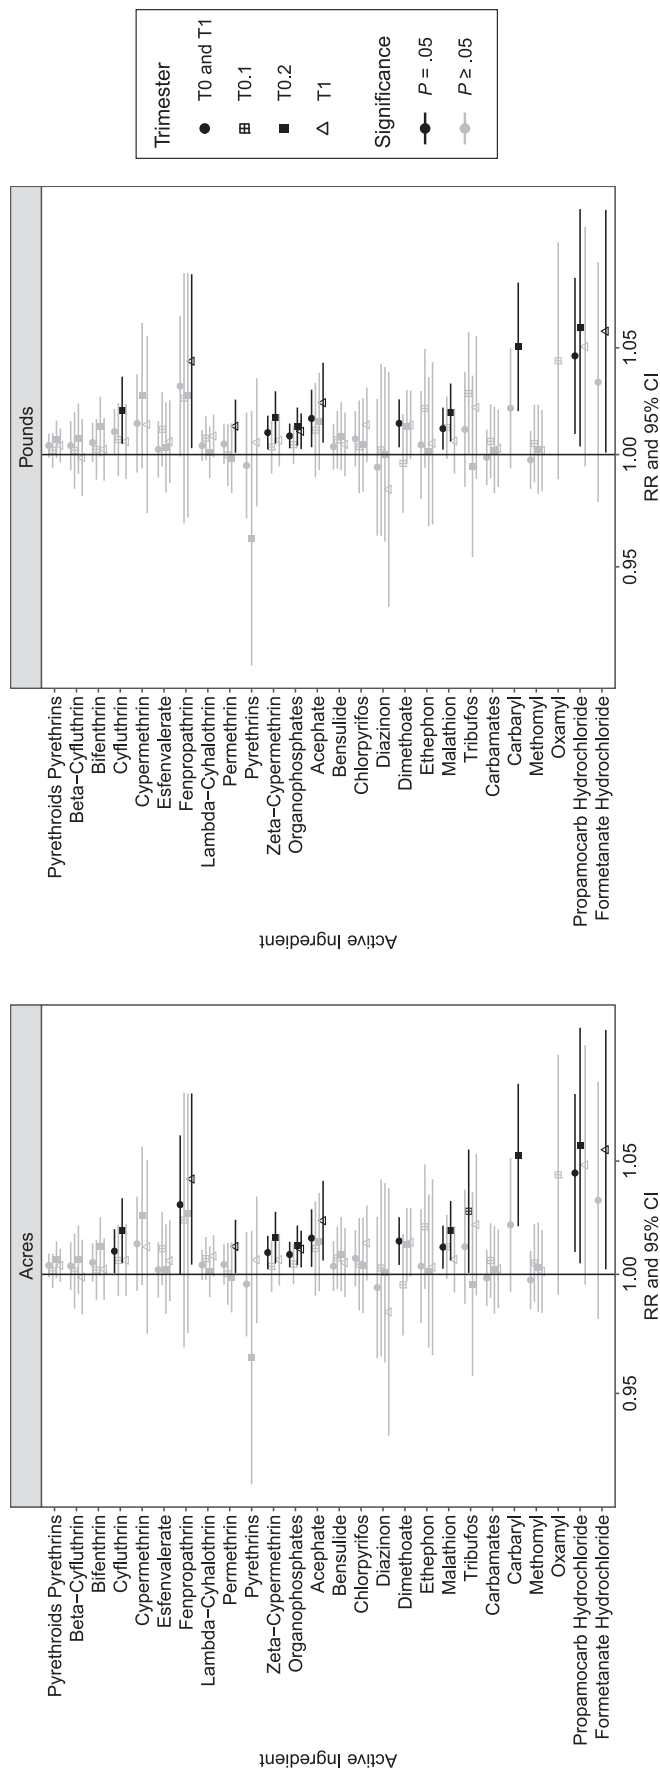 Acres
Active Ingredient
Pyrethroids Pyrethrins
Beta−Cyfluthrin
Bifenthrin
Cyfluthrin
Cypermethrin
Esfenvalerate
Fenpropathrin
Lambda−Cyhalothrin
Permethrin
Pyrethrins
Zeta−Cypermethrin
Organophosphates
Acephate
Bensulide
Chlorpyrifos
Diazinon
Dimethoate
Ethephon
Malathion
Tribufos
Carbamates
Carbaryl
Methomyl
Oxamyl
Propamocarb Hydrochloride
Formetanate Hydrochloride
0.95
1.00
1.05
RR and 95% CI
Pounds
Active Ingredient
Pyrethroids Pyrethrins
Beta−Cyfluthrin
Bifenthrin
Cyfluthrin
Cypermethrin
Esfenvalerate
Fenpropathrin
Lambda−Cyhalothrin
Permethrin
Pyrethrins
Zeta−Cypermethrin
Organophosphates
Acephate
Bensulide
Chlorpyrifos
Diazinon
Dimethoate
Ethephon
Malathion
Tribufos
Carbamates
Carbaryl
Methomyl
Oxamyl
Propamocarb Hydrochloride
Formetanate Hydrochloride
0.95
1.00
1.05
RR and 95% CI
Trimester
T0 and T1
T0.1
T0.2
T1
Significance
P = .05
P ≥ .05